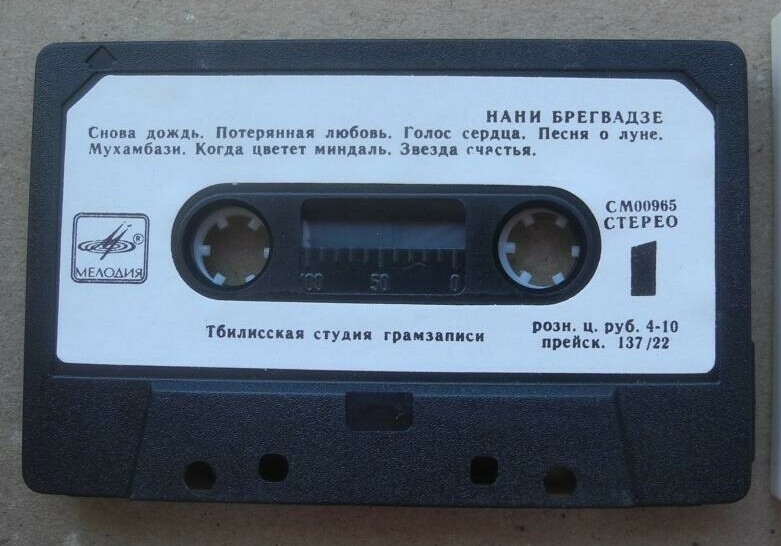 НАНИ БРЕГВАДЗЕ
Снова дождь. Потерянная любовь. Голос сердца. Песня о луне.
Мухамбази. Когда цветет миндаль. Звезда счастья.
СМ00965
СТЕРЕО
®
МЕЛОДИЯ
1
100 50 0
Тбилисская студия грамзаписи
розн. ц. руб. 4-10
прейск. 137/22